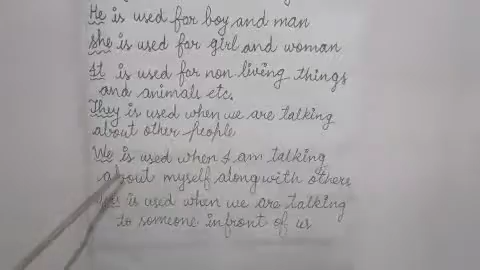 He is used for boy and man
she is used for girl and woman
It is used for non living things
and animals etc.
They is used when we are talking
about other people
We is used when I am talking
about myself along with others
is used when we are talking
to someone infront of us